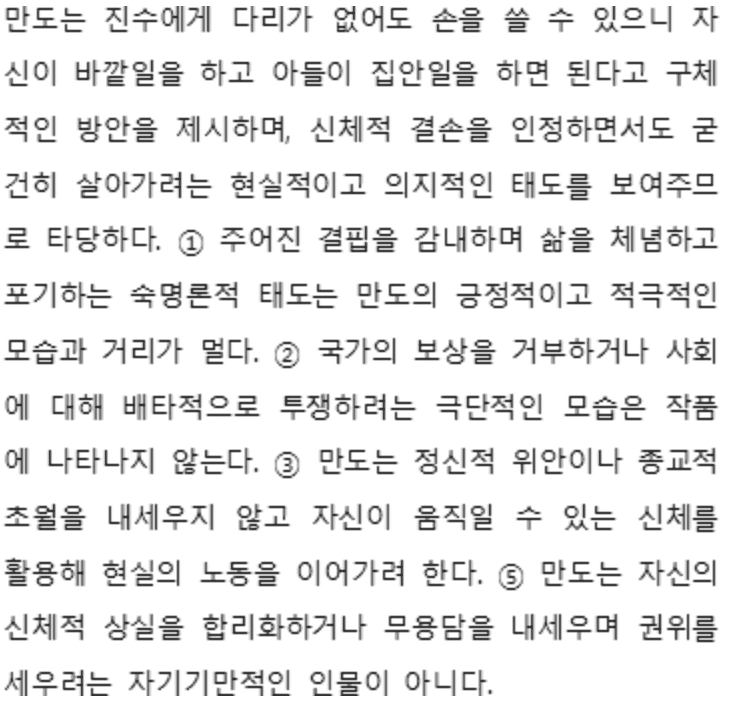 만도는 진수에게 다리가 없어도 손을 쓸 수 있으니 자
신이 바깥일을 하고 아들이 집안일을 하면 된다고 구체
적인 방안을 제시하며, 신체적 결손을 인정하면서도 굳
건히 살아가려는 현실적이고 의지적인 태도를 보여주므
로 타당하다. ① 주어진 결핍을 감내하며 삶을 체념하고
포기하는 숙명론적 태도는 만도의 긍정적이고 적극적인
모습과 거리가 멀다. ② 국가의 보상을 거부하거나 사회
에 대해 배타적으로 투쟁하려는 극단적인 모습은 작품
에 나타나지 않는다. ③ 만도는 정신적 위안이나 종교적
초월을 내세우지 않고 자신이 움직일 수 있는 신체를
활용해 현실의 노동을 이어가려 한다. ⑤ 만도는 자신의
신체적 상실을 합리화하거나 무용담을 내세우며 권위를
세우려는 자기기만적인 인물이 아니다.